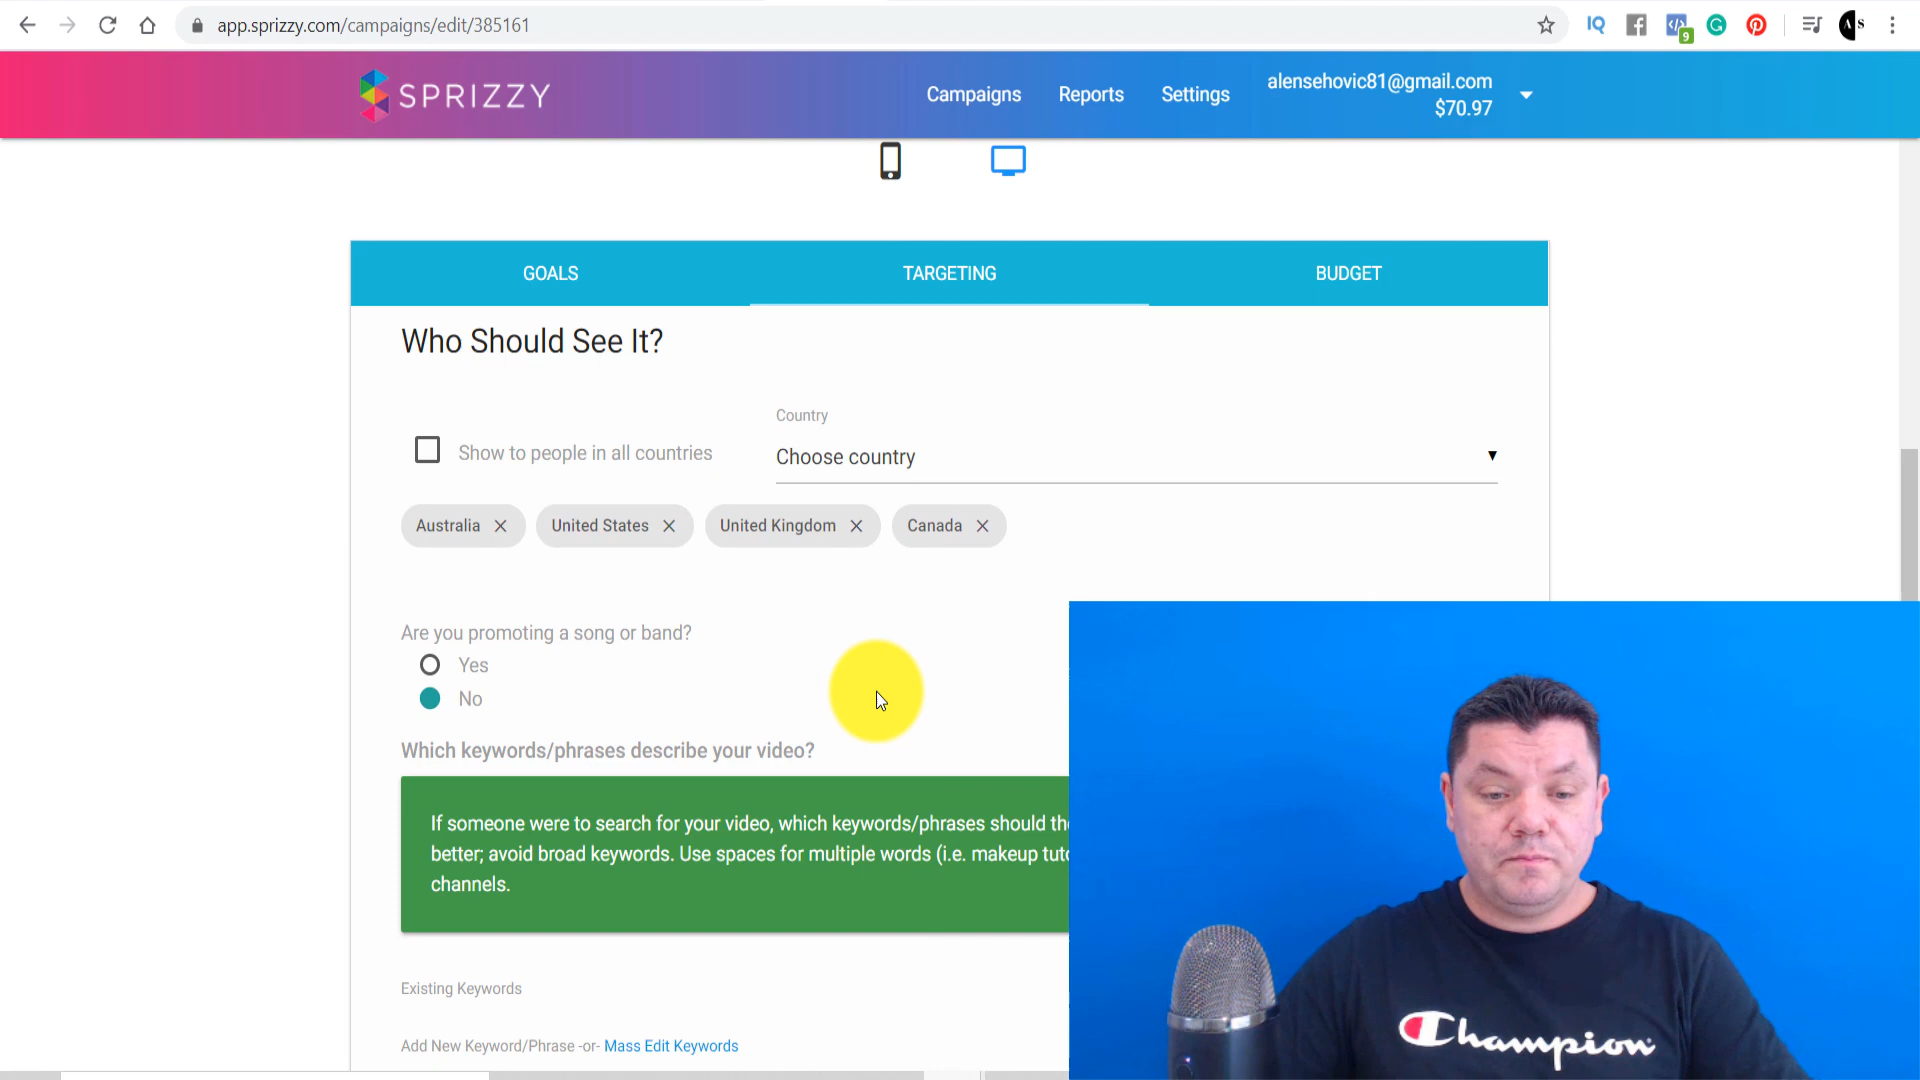 app.sprizzy.com/campaigns/edit/385161
IQ
9
A S
SPRIZZY
Campaigns
Reports
Settings
alensehovic81@gmail.com
$70.97
GOALS
TARGETING
BUDGET
Who Should See It?
Country
Show to people in all countries
Choose country
Australia
United States
United Kingdom
Canada
Are you promoting a song or band?
Yes
No
Which keywords/phrases describe your video?
If someone were to search for your video, which keywords/phrases should
better; avoid broad keywords. Use spaces for multiple words (i.e. makeup
channels.
Existing Keywords
Add New Keyword/Phrase -or- Mass Edit Keywords
Champion